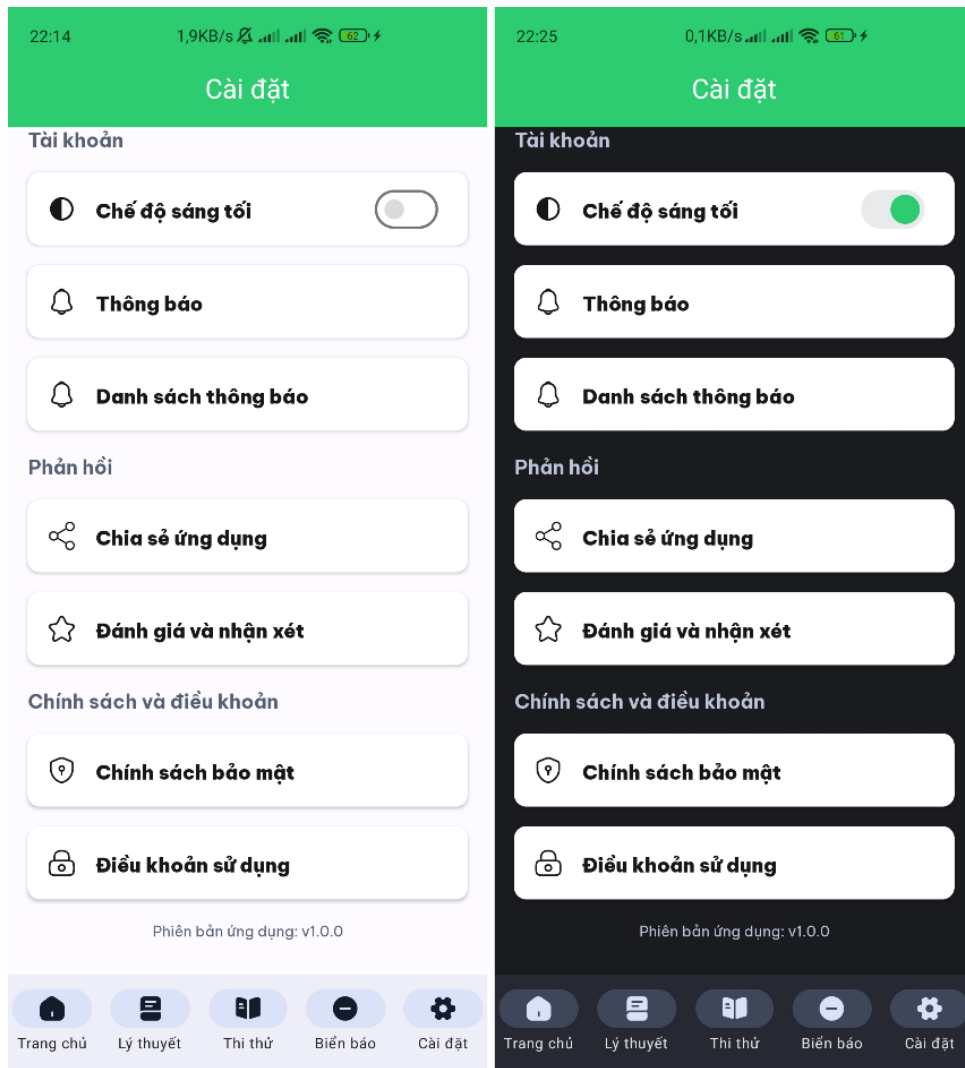 22:14 1,9KB/s 62
Cài đặt
Tài khoản
Chế độ sáng tối
Thông báo
Danh sách thông báo
Phản hồi
Chia sẻ ứng dụng
Đánh giá và nhận xét
Chính sách và điều khoản
Chính sách bảo mật
Điều khoản sử dụng
Phiên bản ứng dụng: v1.0.0
Trang chủ Lý thuyết Thi thử Biển báo Cài đặt
22:25 0,1KB/s 61
Cài đặt
Tài khoản
Chế độ sáng tối
Thông báo
Danh sách thông báo
Phản hồi
Chia sẻ ứng dụng
Đánh giá và nhận xét
Chính sách và điều khoản
Chính sách bảo mật
Điều khoản sử dụng
Phiên bản ứng dụng: v1.0.0
Trang chủ Lý thuyết Thi thử Biển báo Cài đặt